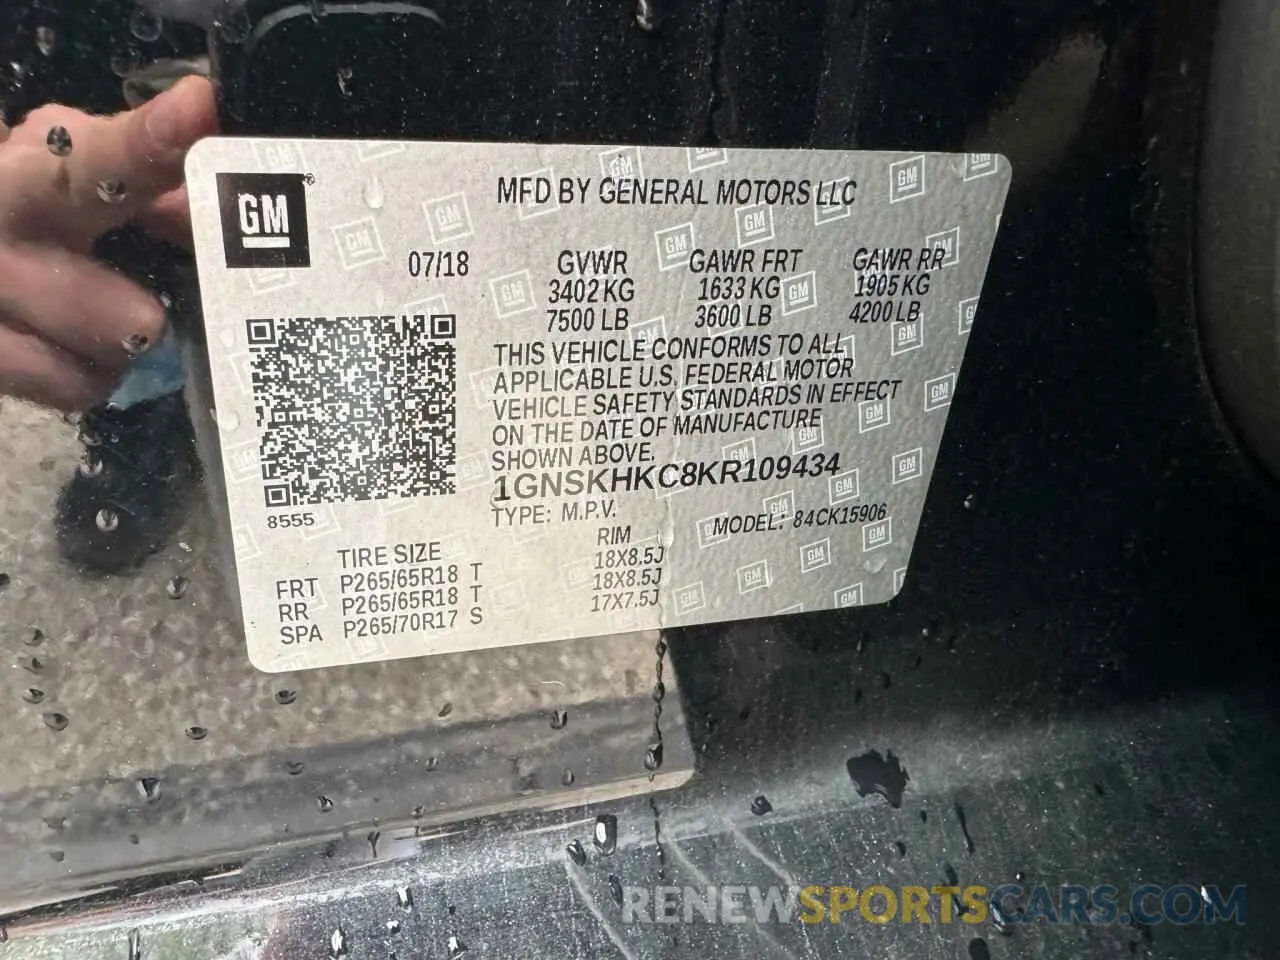 GM
MFD BY GENERAL MOTORS LLC
07/18
GVWR GAWR FRT GAWR RR
3402 KG 1633 KG 1905 KG
7500 LB 3600 LB 4200 LB
THIS VEHICLE CONFORMS TO ALL
APPLICABLE U.S. FEDERAL MOTOR
VEHICLE SAFETY STANDARDS IN EFFECT
ON THE DATE OF MANUFACTURE
SHOWN ABOVE.
1GNSKHKC8KR109434
8555
TYPE: M.P.V. MODEL: 84CK15906
TIRE SIZE RIM
FRT P265/65R18 T 18X8.5J
RR P265/65R18 T 18X8.5J
SPA P265/70R17 S 17X7.5J
RENEWSPORTSCARS.COM